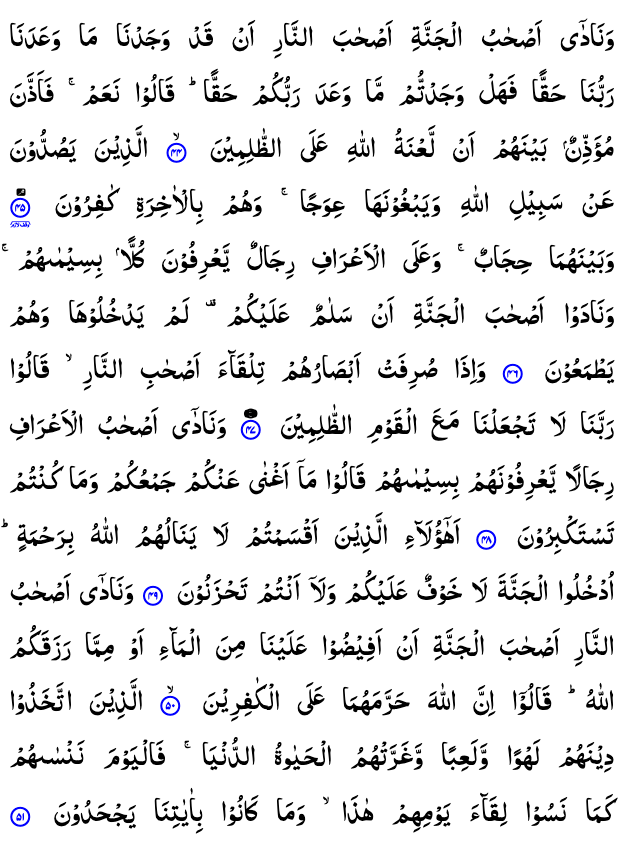 وَنَادٰۤى اَصْحٰبُ الْجَنَّةِ اَصْحٰبَ النَّارِ اَنْ قَدْ وَجَدْنَا مَا وَعَدَنَا
رَبُّنَا حَقًّا فَهَلْ وَجَدْتُّمْ مَّا وَعَدَ رَبُّكُمْ حَقًّا ؕ قَالُوْا نَعَمْ ۚ فَاَذَّنَ
مُؤَذِّنٌۢ بَيْنَهُمْ اَنْ لَّعْنَةُ اللّٰهِ عَلَى الظّٰلِمِيْنَ ۙ ﴿۴۴﴾ الَّذِيْنَ يَصُدُّوْنَ
عَنْ سَبِيْلِ اللّٰهِ وَيَبْغُوْنَهَا عِوَجًا ۚ وَهُمْ بِالْاٰخِرَةِ كٰفِرُوْنَ ۘ ﴿۴۵﴾
وَبَيْنَهُمَا حِجَابٌ ۚ وَعَلَى الْاَعْرَافِ رِجَالٌ يَّعْرِفُوْنَ كُلًّاۢ بِسِيْمٰٮهُمْ ۚ
وَنَادَوْا اَصْحٰبَ الْجَنَّةِ اَنْ سَلٰمٌ عَلَيْكُمْ ۟ لَمْ يَدْخُلُوْهَا وَهُمْ
يَطْمَعُوْنَ ﴿۴۶﴾ وَاِذَا صُرِفَتْ اَبْصَارُهُمْ تِلْقَآءَ اَصْحٰبِ النَّارِ ۙ قَالُوْا
رَبَّنَا لَا تَجْعَلْنَا مَعَ الْقَوْمِ الظّٰلِمِيْنَ ﴿۴۷﴾ وَنَادٰۤى اَصْحٰبُ الْاَعْرَافِ
رِجَالًا يَّعْرِفُوْنَهُمْ بِسِيْمٰٮهُمْ قَالُوْا مَاۤ اَغْنٰى عَنْكُمْ جَمْعُكُمْ وَمَا كُنْتُمْ
تَسْتَكْبِرُوْنَ ﴿۴۸﴾ اَهٰٓؤُلَآءِ الَّذِيْنَ اَقْسَمْتُمْ لَا يَنَالُهُمُ اللّٰهُ بِرَحْمَةٍ ؕ
اُدْخُلُوا الْجَنَّةَ لَا خَوْفٌ عَلَيْكُمْ وَلَاۤ اَنْتُمْ تَحْزَنُوْنَ ﴿۴۹﴾ وَنَادٰۤى اَصْحٰبُ
النَّارِ اَصْحٰبَ الْجَنَّةِ اَنْ اَفِيْضُوْا عَلَيْنَا مِنَ الْمَآءِ اَوْ مِمَّا رَزَقَكُمُ
اللّٰهُ ؕ قَالُوْۤا اِنَّ اللّٰهَ حَرَّمَهُمَا عَلَى الْكٰفِرِيْنَ ۙ ﴿۵۰﴾ الَّذِيْنَ اتَّخَذُوْا
دِيْنَهُمْ لَهْوًا وَّلَعِبًا وَّغَرَّتْهُمُ الْحَيٰوةُ الدُّنْيَا ۚ فَالْيَوْمَ نَنْسٰٮهُمْ
كَمَا نَسُوْا لِقَآءَ يَوْمِهِمْ هٰذَا ۙ وَمَا كَانُوْا بِاٰيٰتِنَا يَجْحَدُوْنَ ﴿۵۱﴾